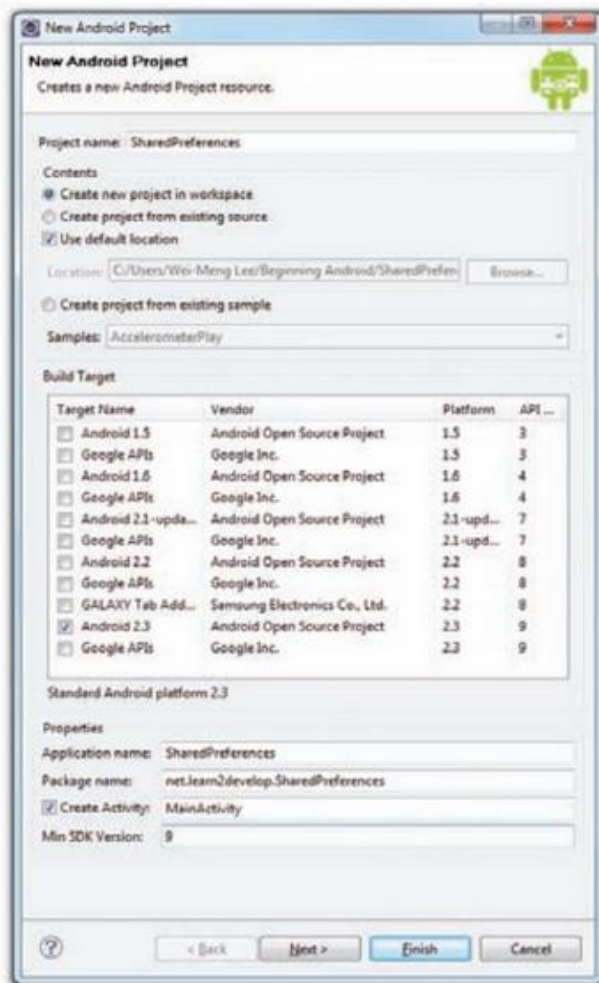 New Android Project
New Android Project
Creates a new Android Project resource.
Project name: SharedPreferences
Contents
Create new project in workspace
Create project from existing source
Use default location
Location: C:/Users/Wei-Meng Lee/Beginning Android/SharedPrefer Browse...
Create project from existing sample
Samples: AccelerometerPlay
Build Target
Target Name Vendor Platform API ...
Android 1.5 Android Open Source Project 1.5 3
Google APIs Google Inc. 1.5 3
Android 1.6 Android Open Source Project 1.6 4
Google APIs Google Inc. 1.6 4
Android 2.1-upda... Android Open Source Project 2.1-upd... 7
Google APIs Google Inc. 2.1-upd... 7
Android 2.2 Android Open Source Project 2.2 8
Google APIs Google Inc. 2.2 8
GALAXY Tab Add... Samsung Electronics Co., Ltd. 2.2 8
Android 2.3 Android Open Source Project 2.3 9
Google APIs Google Inc. 2.3 9
Standard Android platform 2.3
Properties
Application name: SharedPreferences
Package name: net.learn2develop.SharedPreferences
Create Activity: MainActivity
Min SDK Version: 9
? < Back Next > Finish Cancel